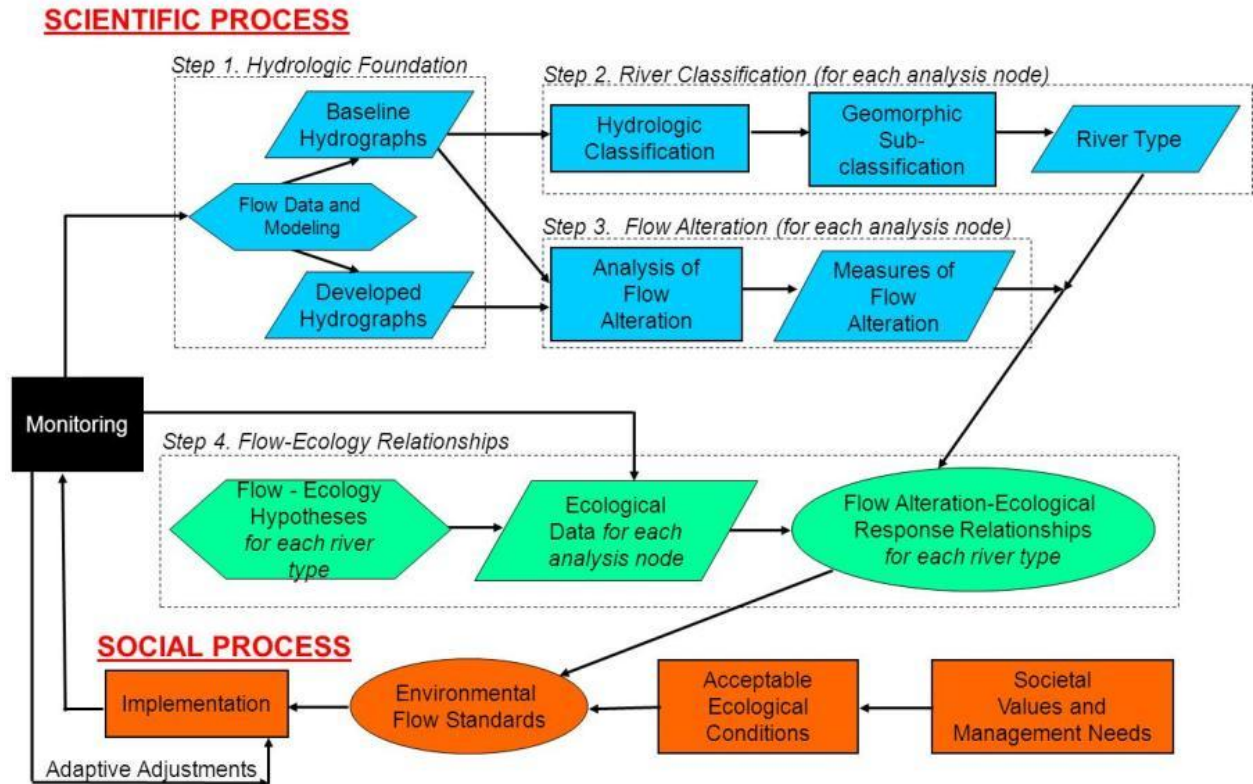 SCIENTIFIC PROCESS
Step 1. Hydrologic Foundation
Step 2. River Classification (for each analysis node)
Baseline
Hydrographs
Hydrologic
Classification
Geomorphic
Sub-
classification
River Type
Flow Data and
Modeling
Step 3.  Flow Alteration (for each analysis node)
Developed
Hydrographs
Analysis of
Flow
Alteration
Measures of
Flow
Alteration
Monitoring
Step 4. Flow-Ecology Relationships
Flow - Ecology
Hypotheses
for each river
type
Ecological
Data for each
analysis node
Flow Alteration-Ecological
Response Relationships
for each river type
SOCIAL PROCESS
Implementation
Environmental
Flow Standards
Acceptable
Ecological
Conditions
Societal
Values and
Management Needs
Adaptive Adjustments